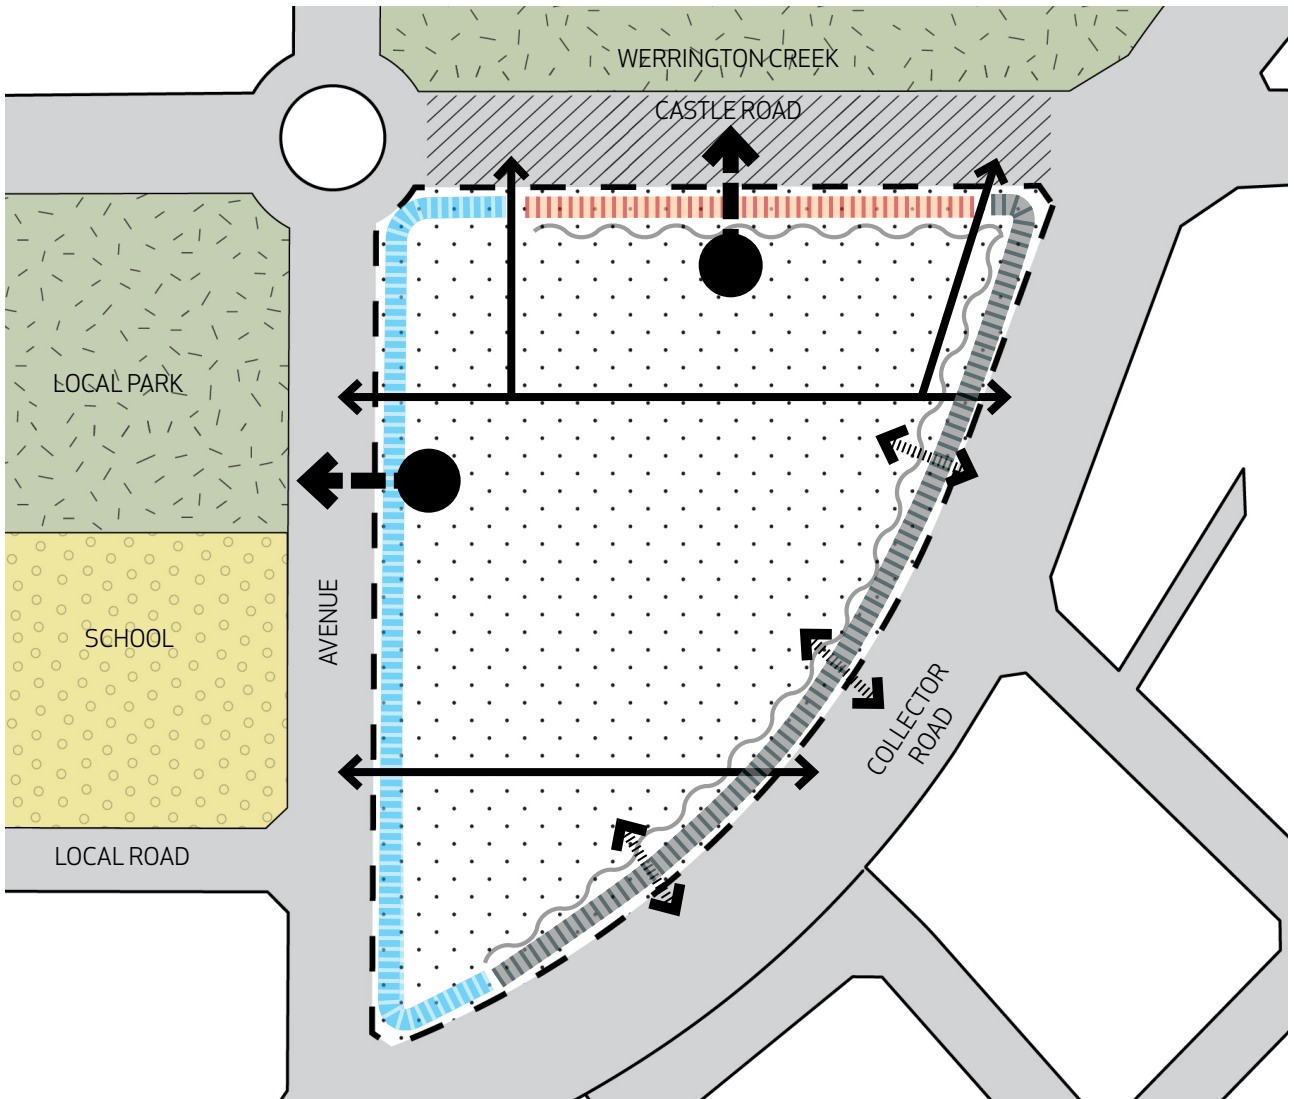 WERRINGTON CREEK
CASTLE ROAD
LOCAL PARK
AVENUE
SCHOOL
COLLECTOR
ROAD
LOCAL ROAD